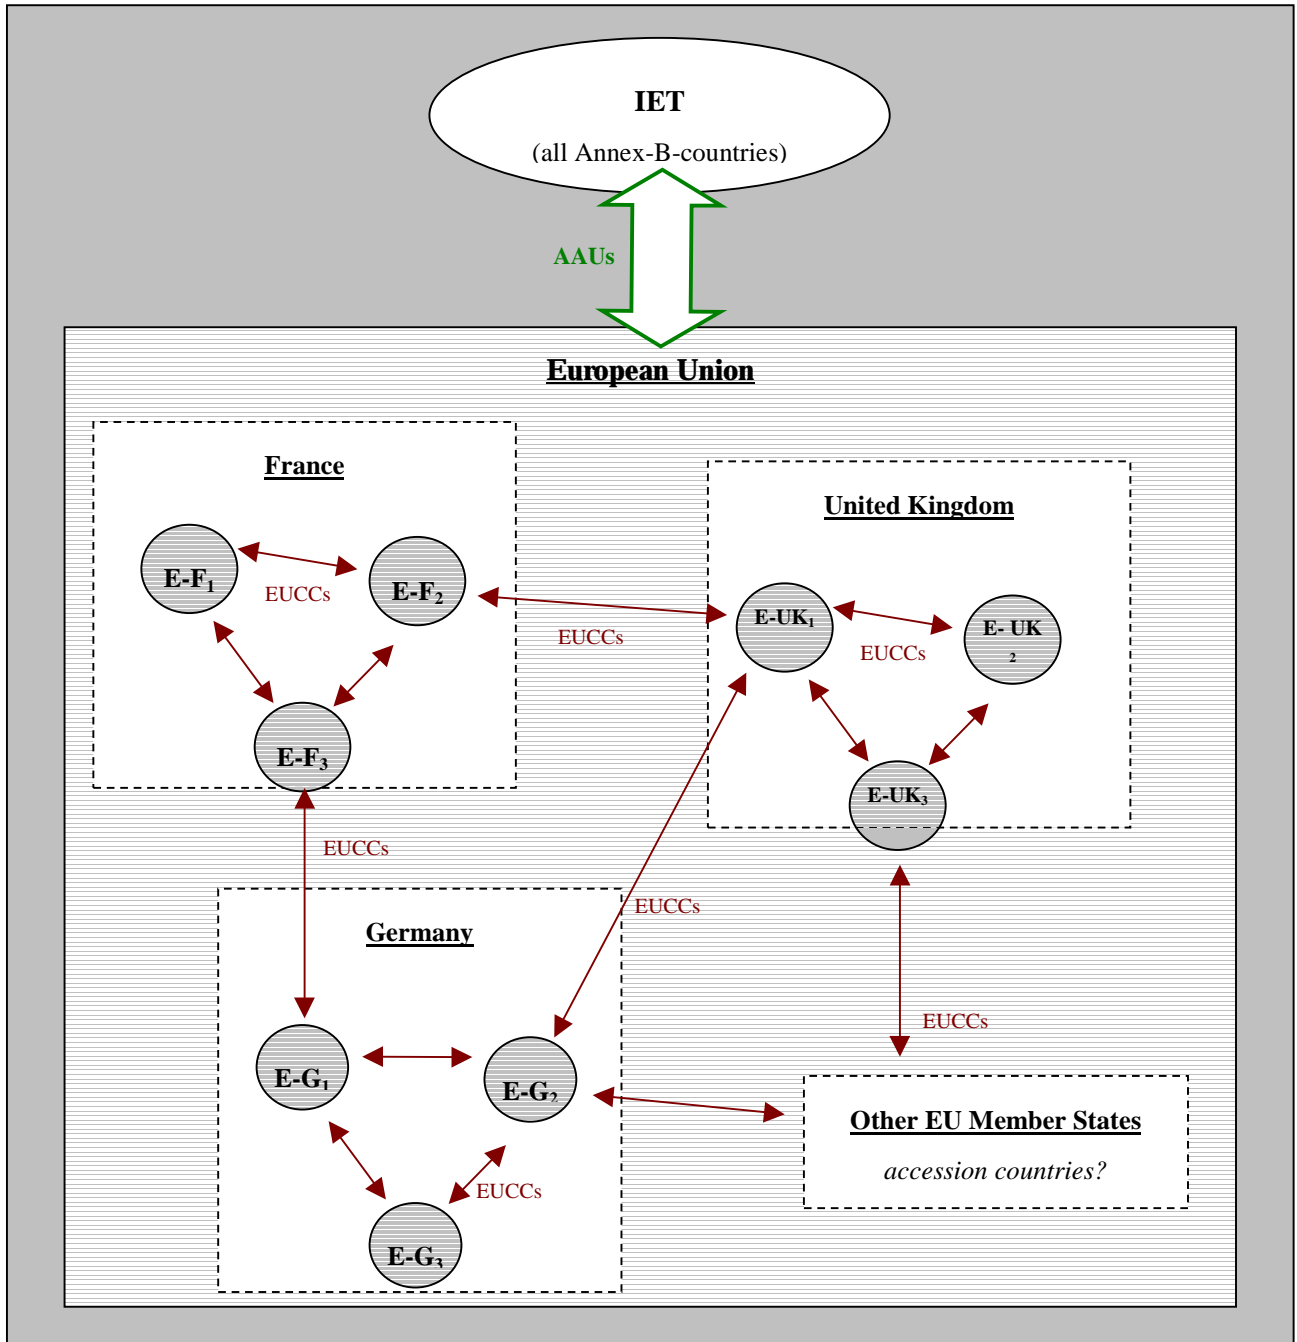 IET
(all Annex-B-countries)
AAUs
European Union
France
E-F₁
EUCCs
E-F₂
E-F₃
EUCCs
United Kingdom
E-UK₁
EUCCs
E- UK
2
E-UK₃
EUCCs
EUCCs
Germany
E-G₁
E-G₂
EUCCs
E-G₃
EUCCs
Other EU Member States
accession countries?